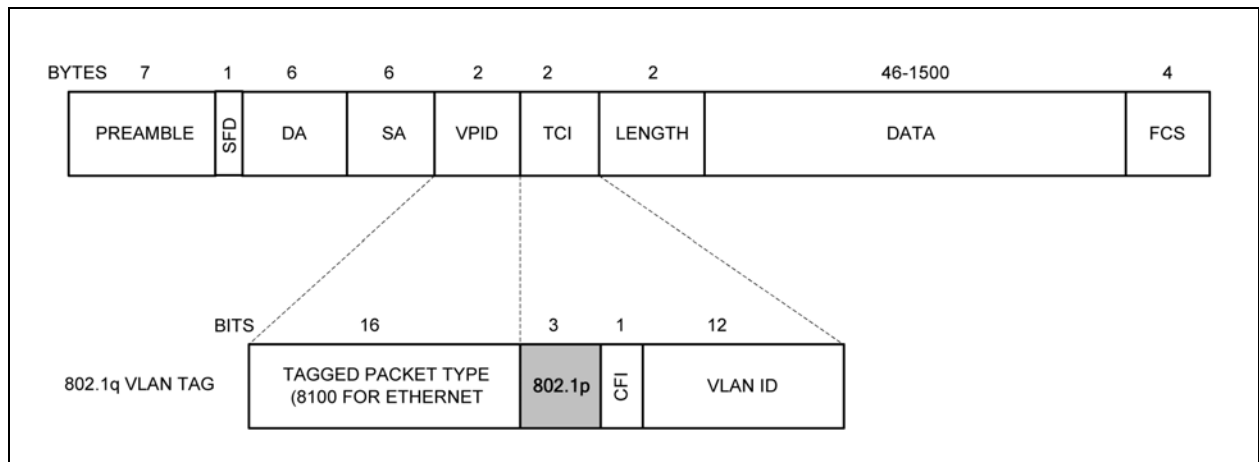 BYTES 7 1 6 6 2 2 2 46-1500 4
PREAMBLE SFD DA SA VPID TCI LENGTH DATA FCS
BITS 16 3 1 12
802.1q VLAN TAG
TAGGED PACKET TYPE
(8100 FOR ETHERNET
802.1p CFI VLAN ID